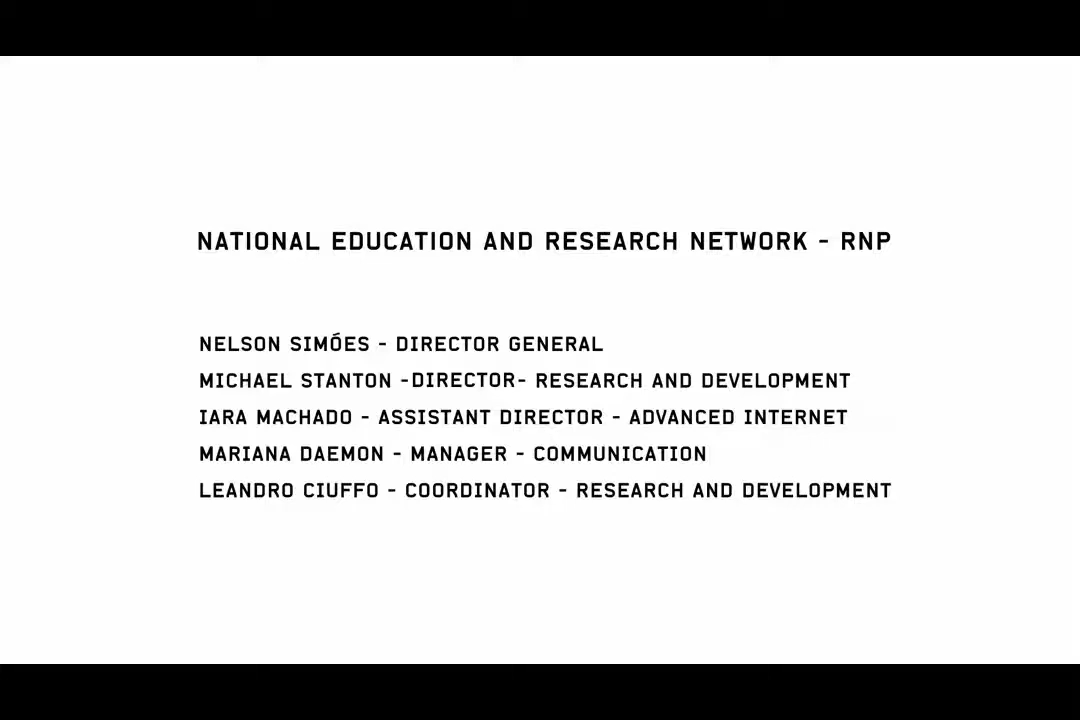 NATIONAL EDUCATION AND RESEARCH NETWORK - RNP
NELSON SIMÓES - DIRECTOR GENERAL
MICHAEL STANTON -DIRECTOR- RESEARCH AND DEVELOPMENT
IARA MACHADO - ASSISTANT DIRECTOR - ADVANCED INTERNET
MARIANA DAEMON - MANAGER - COMMUNICATION
LEANDRO CIUFFO - COORDINATOR - RESEARCH AND DEVELOPMENT